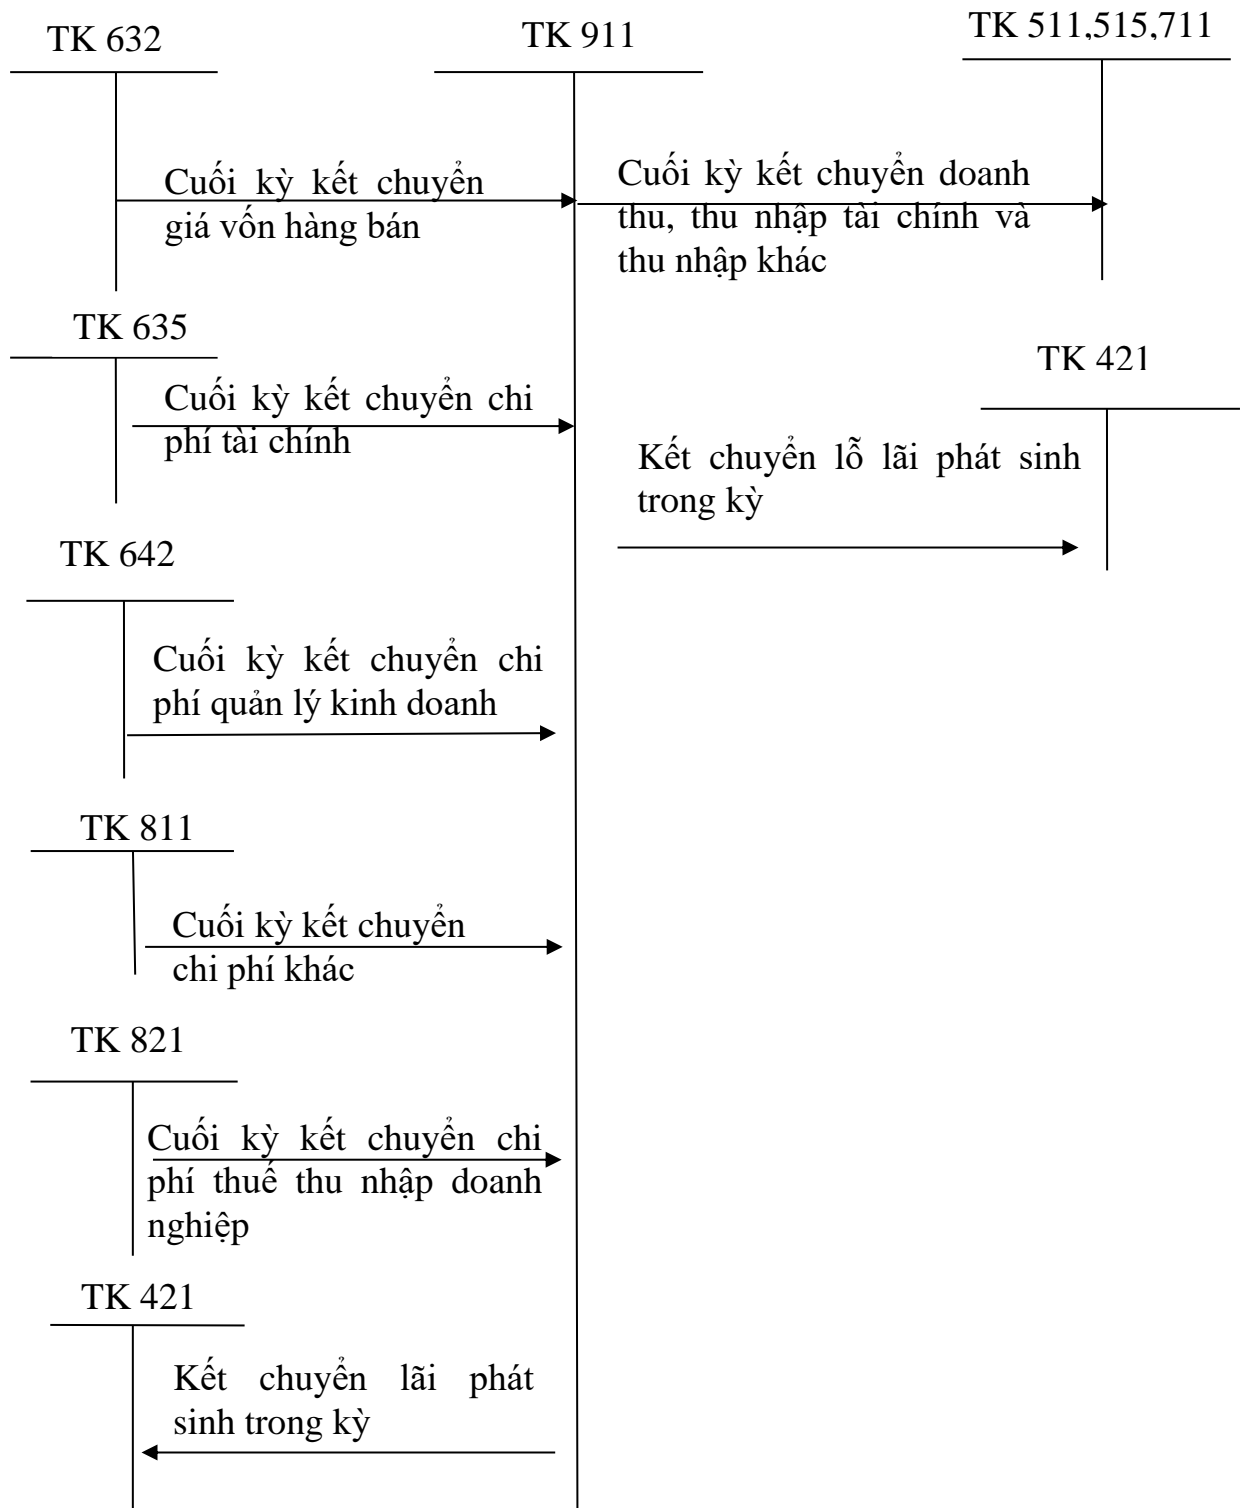 TK 632
TK 911
TK 511,515,711
Cuối kỳ kết chuyển
giá vốn hàng bán
Cuối kỳ kết chuyển doanh
thu, thu nhập tài chính và
thu nhập khác
TK 635
TK 421
Cuối kỳ kết chuyển chi
phí tài chính
Kết chuyển lỗ lãi phát sinh
trong kỳ
TK 642
Cuối kỳ kết chuyển chi
phí quản lý kinh doanh
TK 811
Cuối kỳ kết chuyển
chi phí khác
TK 821
Cuối kỳ kết chuyển chi
phí thuế thu nhập doanh
nghiệp
TK 421
Kết chuyển lãi phát
sinh trong kỳ